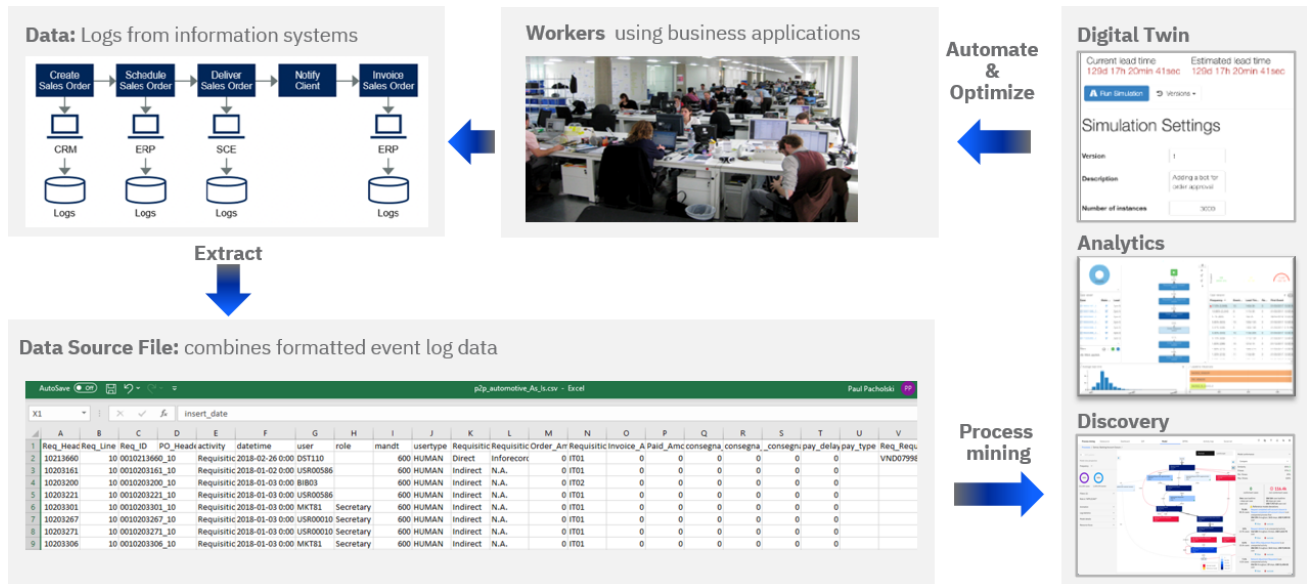 Data: Logs from information systems
Create
Sales Order
Schedule
Sales Order
Deliver
Sales Order
Notify
Client
Invoice
Sales Order
CRM
ERP
SCE
ERP
Logs
Logs
Logs
Logs
Workers using business applications
Automate
&
Optimize
Digital Twin
Current lead time Estimated lead time
129d 17h 20min 41sec 129d 17h 20min 41sec
Run Simulation Versions
Simulation Settings
Version 1
Description Adding a bot for
order approval
Number of instances 3000
Analytics
Discovery
Extract
Data Source File: combines formatted event log data
AutoSave Off p2p_automotive_As_Is.csv - Excel Paul Pacholski PP
X1 fx insert_date
A B C D E F G H I J K L M N O P Q R S T U V
1 Req_Head Req_Line Req_ID PO_Heade activity datetime user role mandt usertype Requisitic Requisitic Order_Am Requisitic Invoice_A Paid_Amc consegna consegna _consegna pay_delay pay_type Req_Requ
2 10213660 10 0010213660_10 Requisitic 2018-02-26 0:00 DST110 600 HUMAN Direct Inforecorc 0 IT01 0 0 0 0 0 0 VND07998
3 10203161 10 0010203161_10 Requisitic 2018-01-02 0:00 USR00586 600 HUMAN Indirect N.A. 0 IT01 0 0 0 0 0 0
4 10203200 10 0010203200_10 Requisitic 2018-01-03 0:00 BIB03 600 HUMAN Indirect N.A. 0 IT02 0 0 0 0 0 0
5 10203221 10 0010203221_10 Requisitic 2018-01-03 0:00 USR00586 600 HUMAN Indirect N.A. 0 IT01 0 0 0 0 0 0
6 10203301 10 0010203301_10 Requisitic 2018-01-03 0:00 MKT81 Secretary 600 HUMAN Indirect N.A. 0 IT01 0 0 0 0 0 0
7 10203267 10 0010203267_10 Requisitic 2018-01-03 0:00 USR00010 Secretary 600 HUMAN Indirect N.A. 0 IT01 0 0 0 0 0 0
8 10203271 10 0010203271_10 Requisitic 2018-01-03 0:00 USR00010 Secretary 600 HUMAN Indirect N.A. 0 IT01 0 0 0 0 0 0
9 10203306 10 0010203306_10 Requisitic 2018-01-03 0:00 MKT81 Secretary 600 HUMAN Indirect N.A. 0 IT01 0 0 0 0 0 0
Process
mining